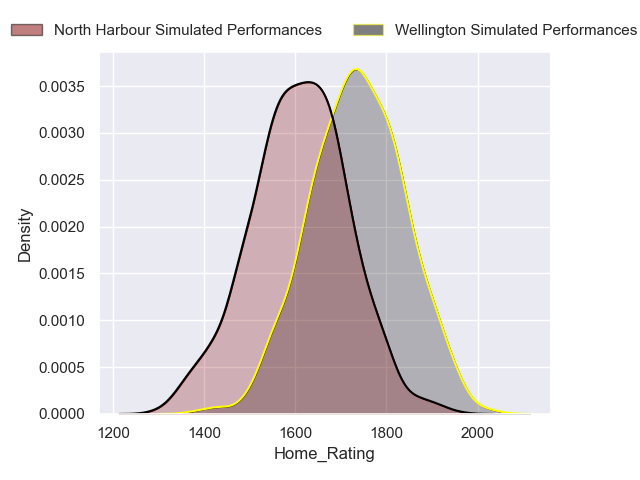 North Harbour Simulated Performances
Wellington Simulated Performances
0.0035
0.0030
0.0025
0.0020
0.0015
0.0010
0.0005
0.0000
Density
1200 1400 1600 1800 2000
Home_Rating